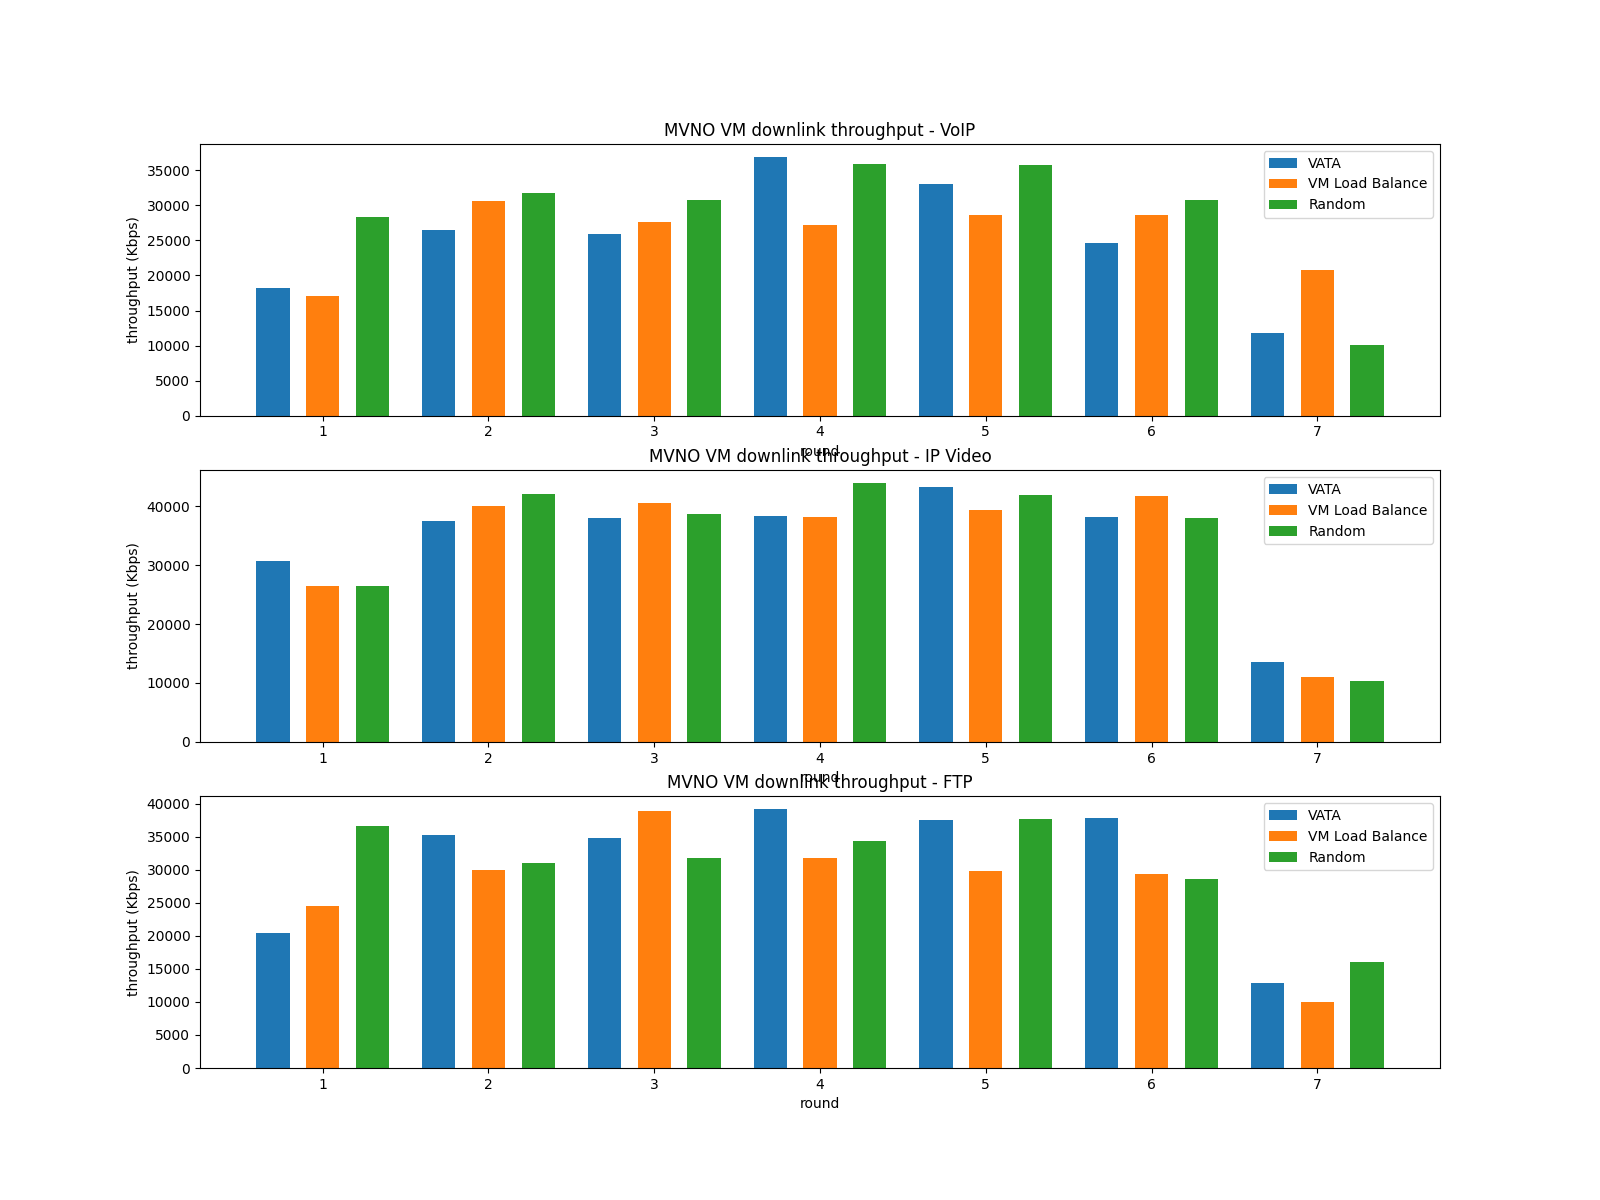 MVNO VM downlink throughput - VoIP
throughput (Kbps)
35000
30000
25000
20000
15000
10000
5000
0
VATA
VM Load Balance
Random
1 2 3 4 5 6 7
round
MVNO VM downlink throughput - IP Video
throughput (Kbps)
40000
30000
20000
10000
0
VATA
VM Load Balance
Random
1 2 3 4 5 6 7
round
MVNO VM downlink throughput - FTP
throughput (Kbps)
40000
35000
30000
25000
20000
15000
10000
5000
0
VATA
VM Load Balance
Random
1 2 3 4 5 6 7
round